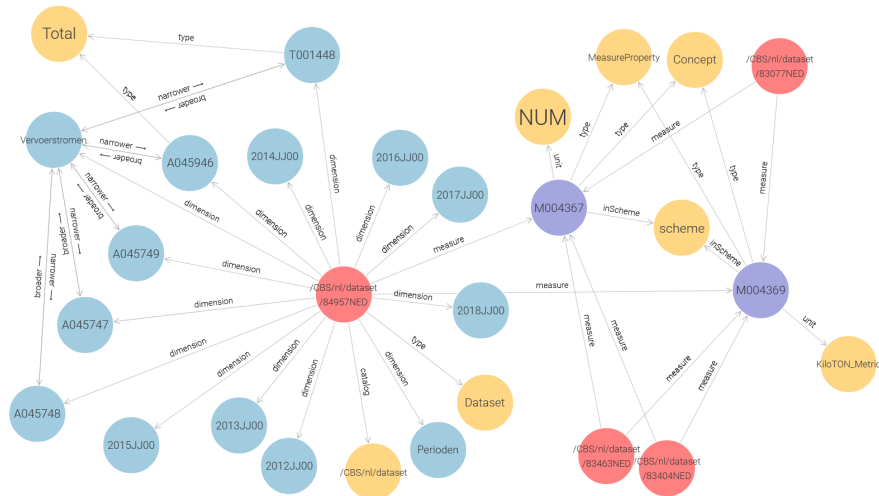 Total
type
T001448
narrower ⟶
⟵ broader
type
Vervoerstromen
narrower ⟶
⟵ broader
A045946
2014JJ00
2016JJ00
2017JJ00
dimension
dimension
dimension
dimension
dimension
dimension
narrower ⟶
⟵ broader
narrower ⟶
⟵ broader
narrower ⟶
⟵ broader
A045749
dimension
A045747
dimension
A045748
dimension
/CBS/nl/dataset
/84957NED
measure
measure
dimension
2018JJ00
type
Dataset
dimension
Perioden
catalog
/CBS/nl/dataset
dimension
2012JJ00
dimension
2013JJ00
dimension
2015JJ00
MeasureProperty
Concept
/CBS/nl/dataset
/83077NED
NUM
unit
type
type
measure
measure
type
type
M004367
inScheme
scheme
inScheme
M004369
unit
KiloTON_Metric
measure
measure
measure
measure
/CBS/nl/dataset
/83463NED
/CBS/nl/dataset
/83404NED